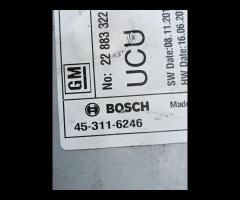 GM
No: 22 883 322
UCU
SW Date: 08.11.20
HW Date: 16.06.20
BOSCH
Made
45-311-6246